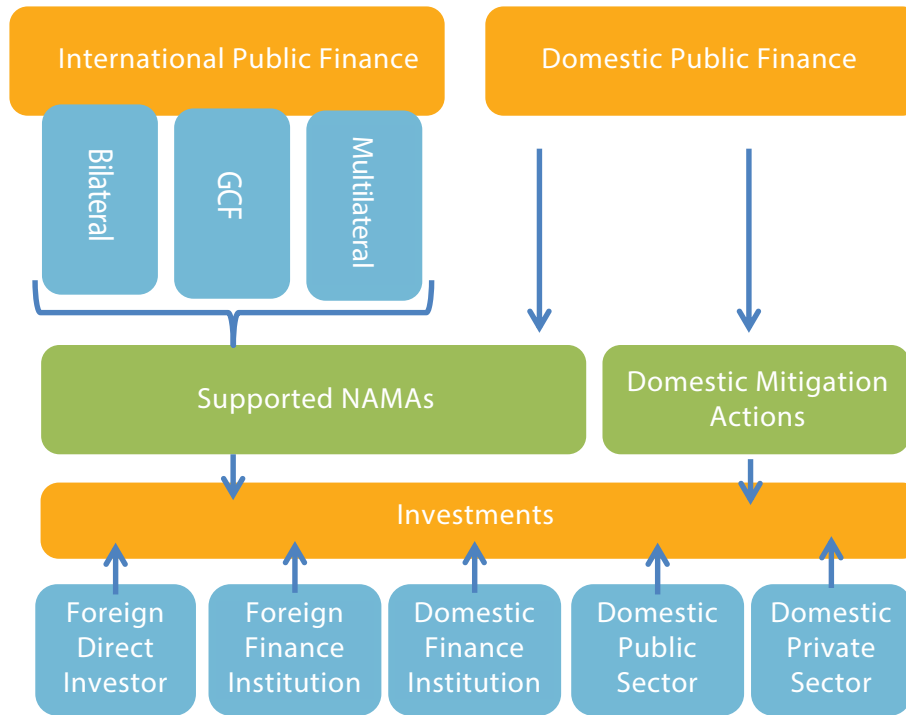 International Public Finance
Domestic Public Finance
Bilateral
GCF
Multilateral
Supported NAMAs
Domestic Mitigation
Actions
Investments
Foreign
Direct
Investor
Foreign
Finance
Institution
Domestic
Finance
Institution
Domestic
Public
Sector
Domestic
Private
Sector